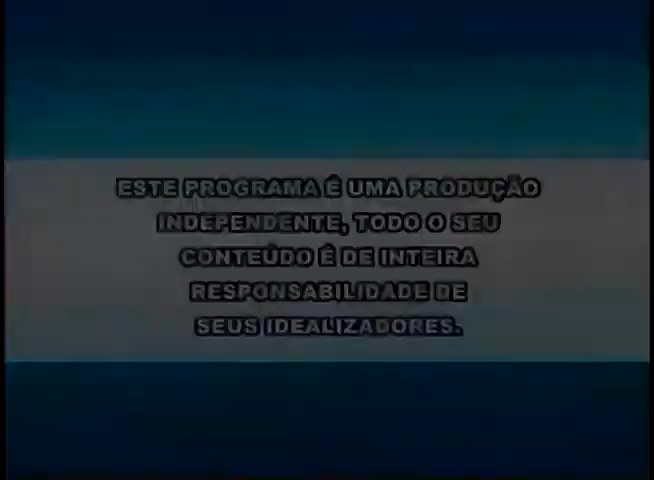 ESTE PROGRAMA É UMA PRODUÇÃO
INDEPENDENTE, TODO O SEU
CONTEÚDO É DE INTEIRA
RESPONSABILIDADE DE
SEUS IDEALIZADORES.